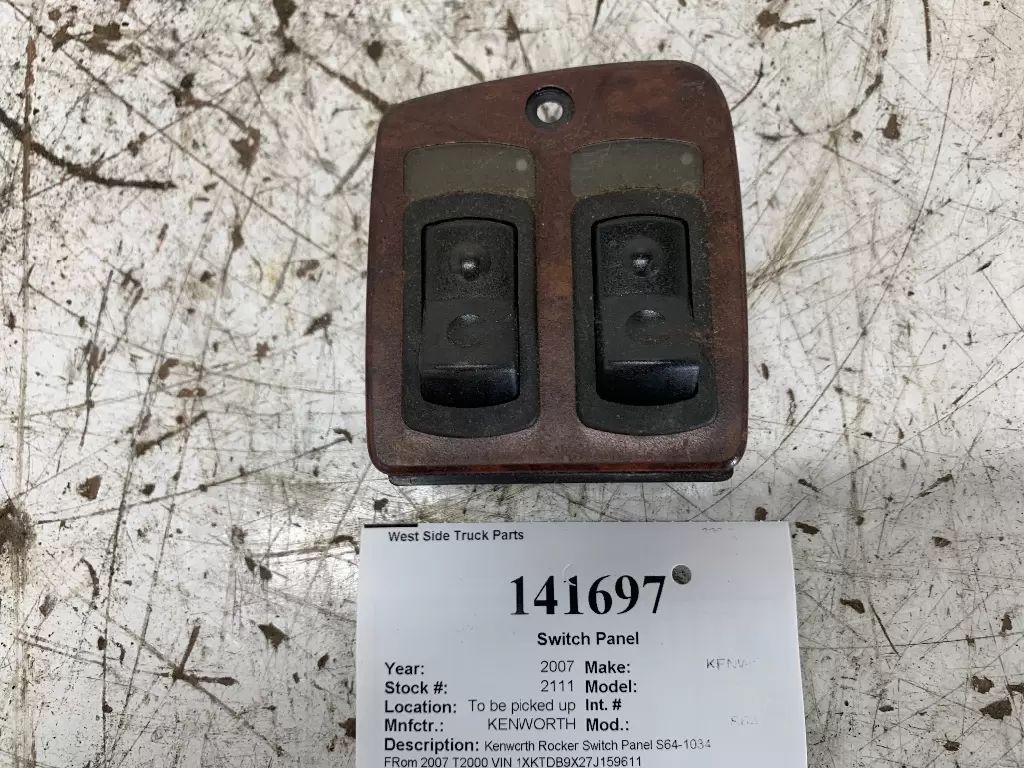 West Side Truck Parts
141697
Switch Panel
Year: 2007 Make:
Stock #: 2111 Model:
Location: To be picked up Int. #
Mnfctr.: KENWORTH Mod.:
Description: Kenworth Rocker Switch Panel S64-1034
FRom 2007 T2000 VIN 1XKTDB9X27J159611